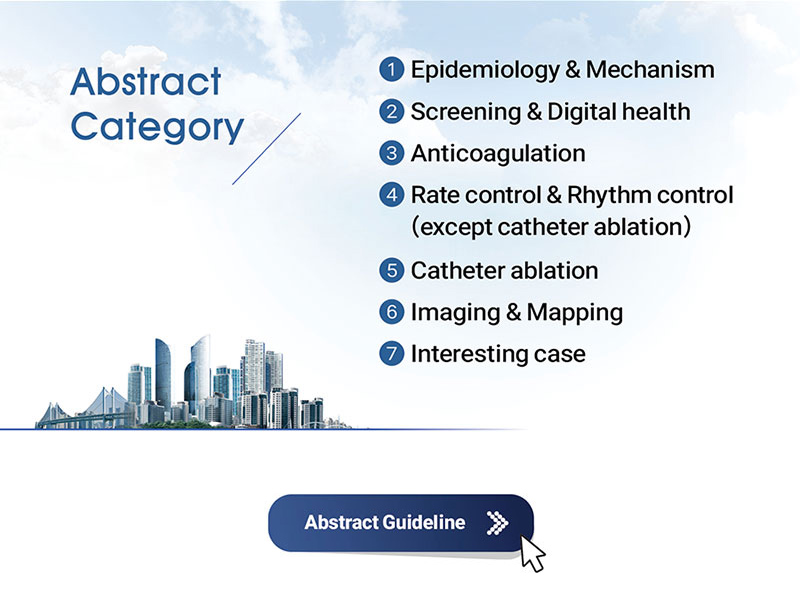 Abstract
Category
1 Epidemiology & Mechanism
2 Screening & Digital health
3 Anticoagulation
4 Rate control & Rhythm control
(except catheter ablation)
5 Catheter ablation
6 Imaging & Mapping
7 Interesting case
Abstract Guideline